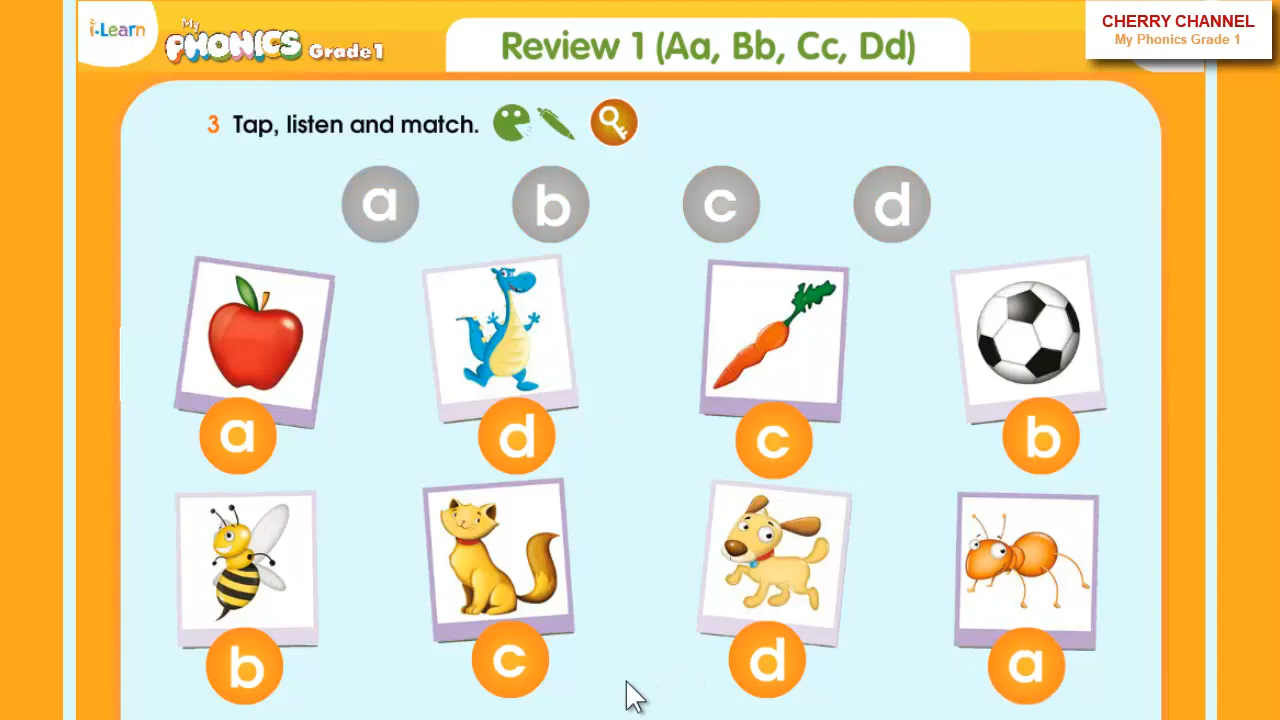 i-Learn
My
PHONICS Grade 1
Review 1 (Aa, Bb, Cc, Dd)
CHERRY CHANNEL
My Phonics Grade 1
3 Tap, listen and match.
a b c d
a d c b
b c d a